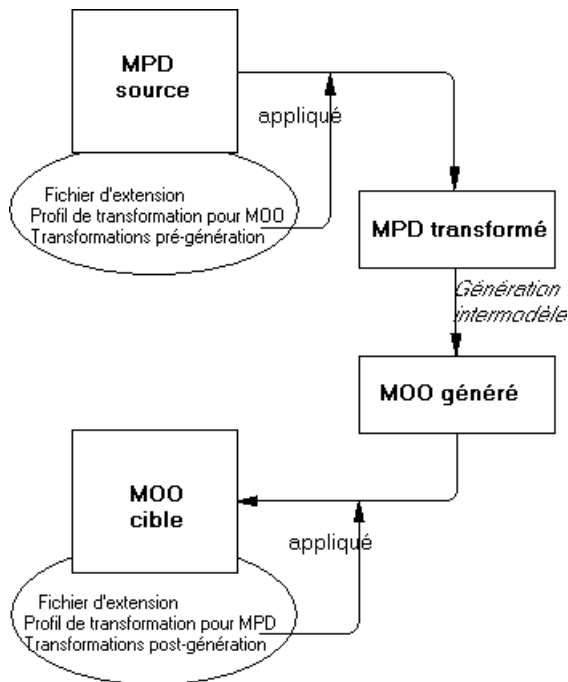 MPD
source
appliqué
Fichier d'extension
Profil de transformation pour MOO
Transformations pré-génération
MPD transformé
Génération
intermodèle
MOO généré
MOO
cible
appliqué
Fichier d'extension
Profil de transformation pour MPD
Transformations post-génération